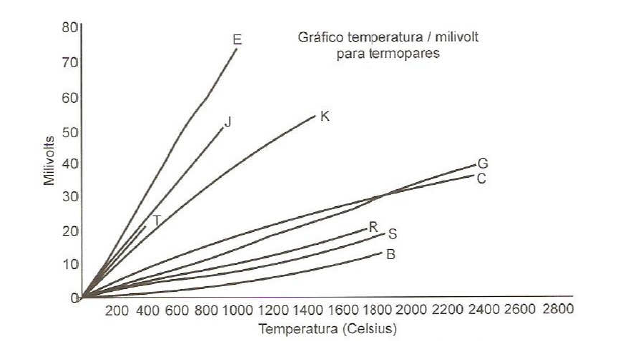 Gráfico temperatura / milivolt
para termopares
Milivolts
80
70
60
50
40
30
20
10
0
E
J
K
T
G
C
R
S
B
200 400 600 800 1000 1200 1400 1600 1800 2000 2200 2400 2600 2800
Temperatura (Celsius)